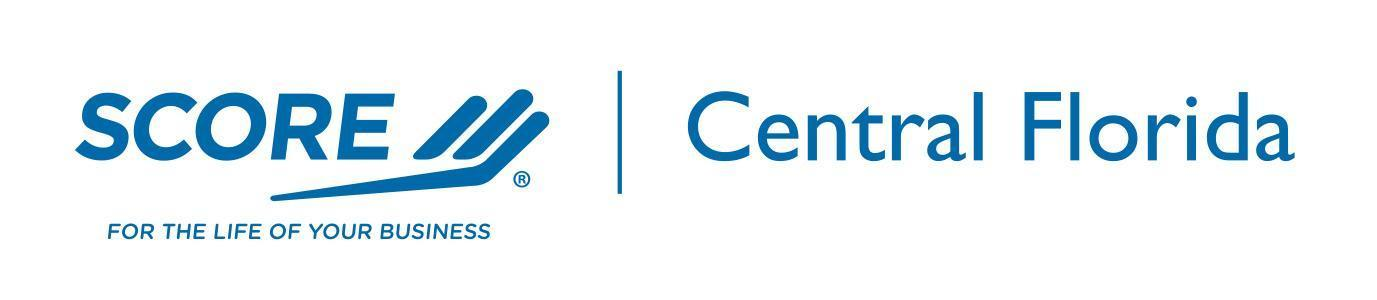 SCORE ®
FOR THE LIFE OF YOUR BUSINESS
Central Florida